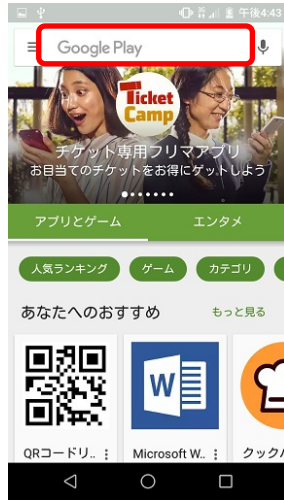 午後4:43
Google Play
Ticket
Camp
チケット専用フリマアプリ
お目当てのチケットをお得にゲットしよう
アプリとゲーム
エンタメ
人気ランキング
ゲーム
カテゴリ
あなたへのおすすめ
もっと見る
W
QRコードリ..
Microsoft W..
クックパ